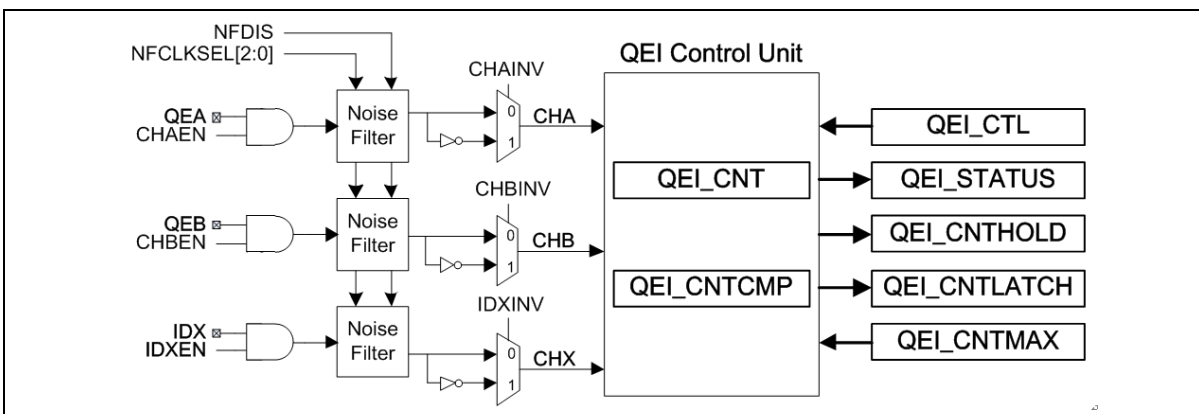 NFDIS
NFCLKSEL[2:0]
QEI Control Unit
CHAINV
QEA
CHAEN
Noise
Filter
0
1
CHA
QEI_CTL
QEI_CNT
QEI_STATUS
CHBINV
QEB
CHBEN
Noise
Filter
0
1
CHB
QEI_CNTHOLD
QEI_CNTCMP
QEI_CNTLATCH
IDXINV
IDX
IDXEN
Noise
Filter
0
1
CHX
QEI_CNTMAX